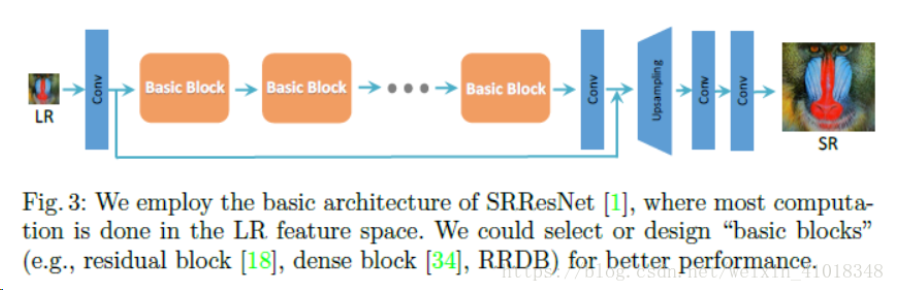 LR
Conv
Basic Block
Basic Block
Basic Block
Conv
Upsampling
Conv
Conv
SR
Fig. 3: We employ the basic architecture of SRResNet [1], where most computa-
tion is done in the LR feature space. We could select or design “basic blocks”
(e.g., residual block [18], dense block [34], RRDB) for better performance.
https://blog.csdn.net/weixin_41018348